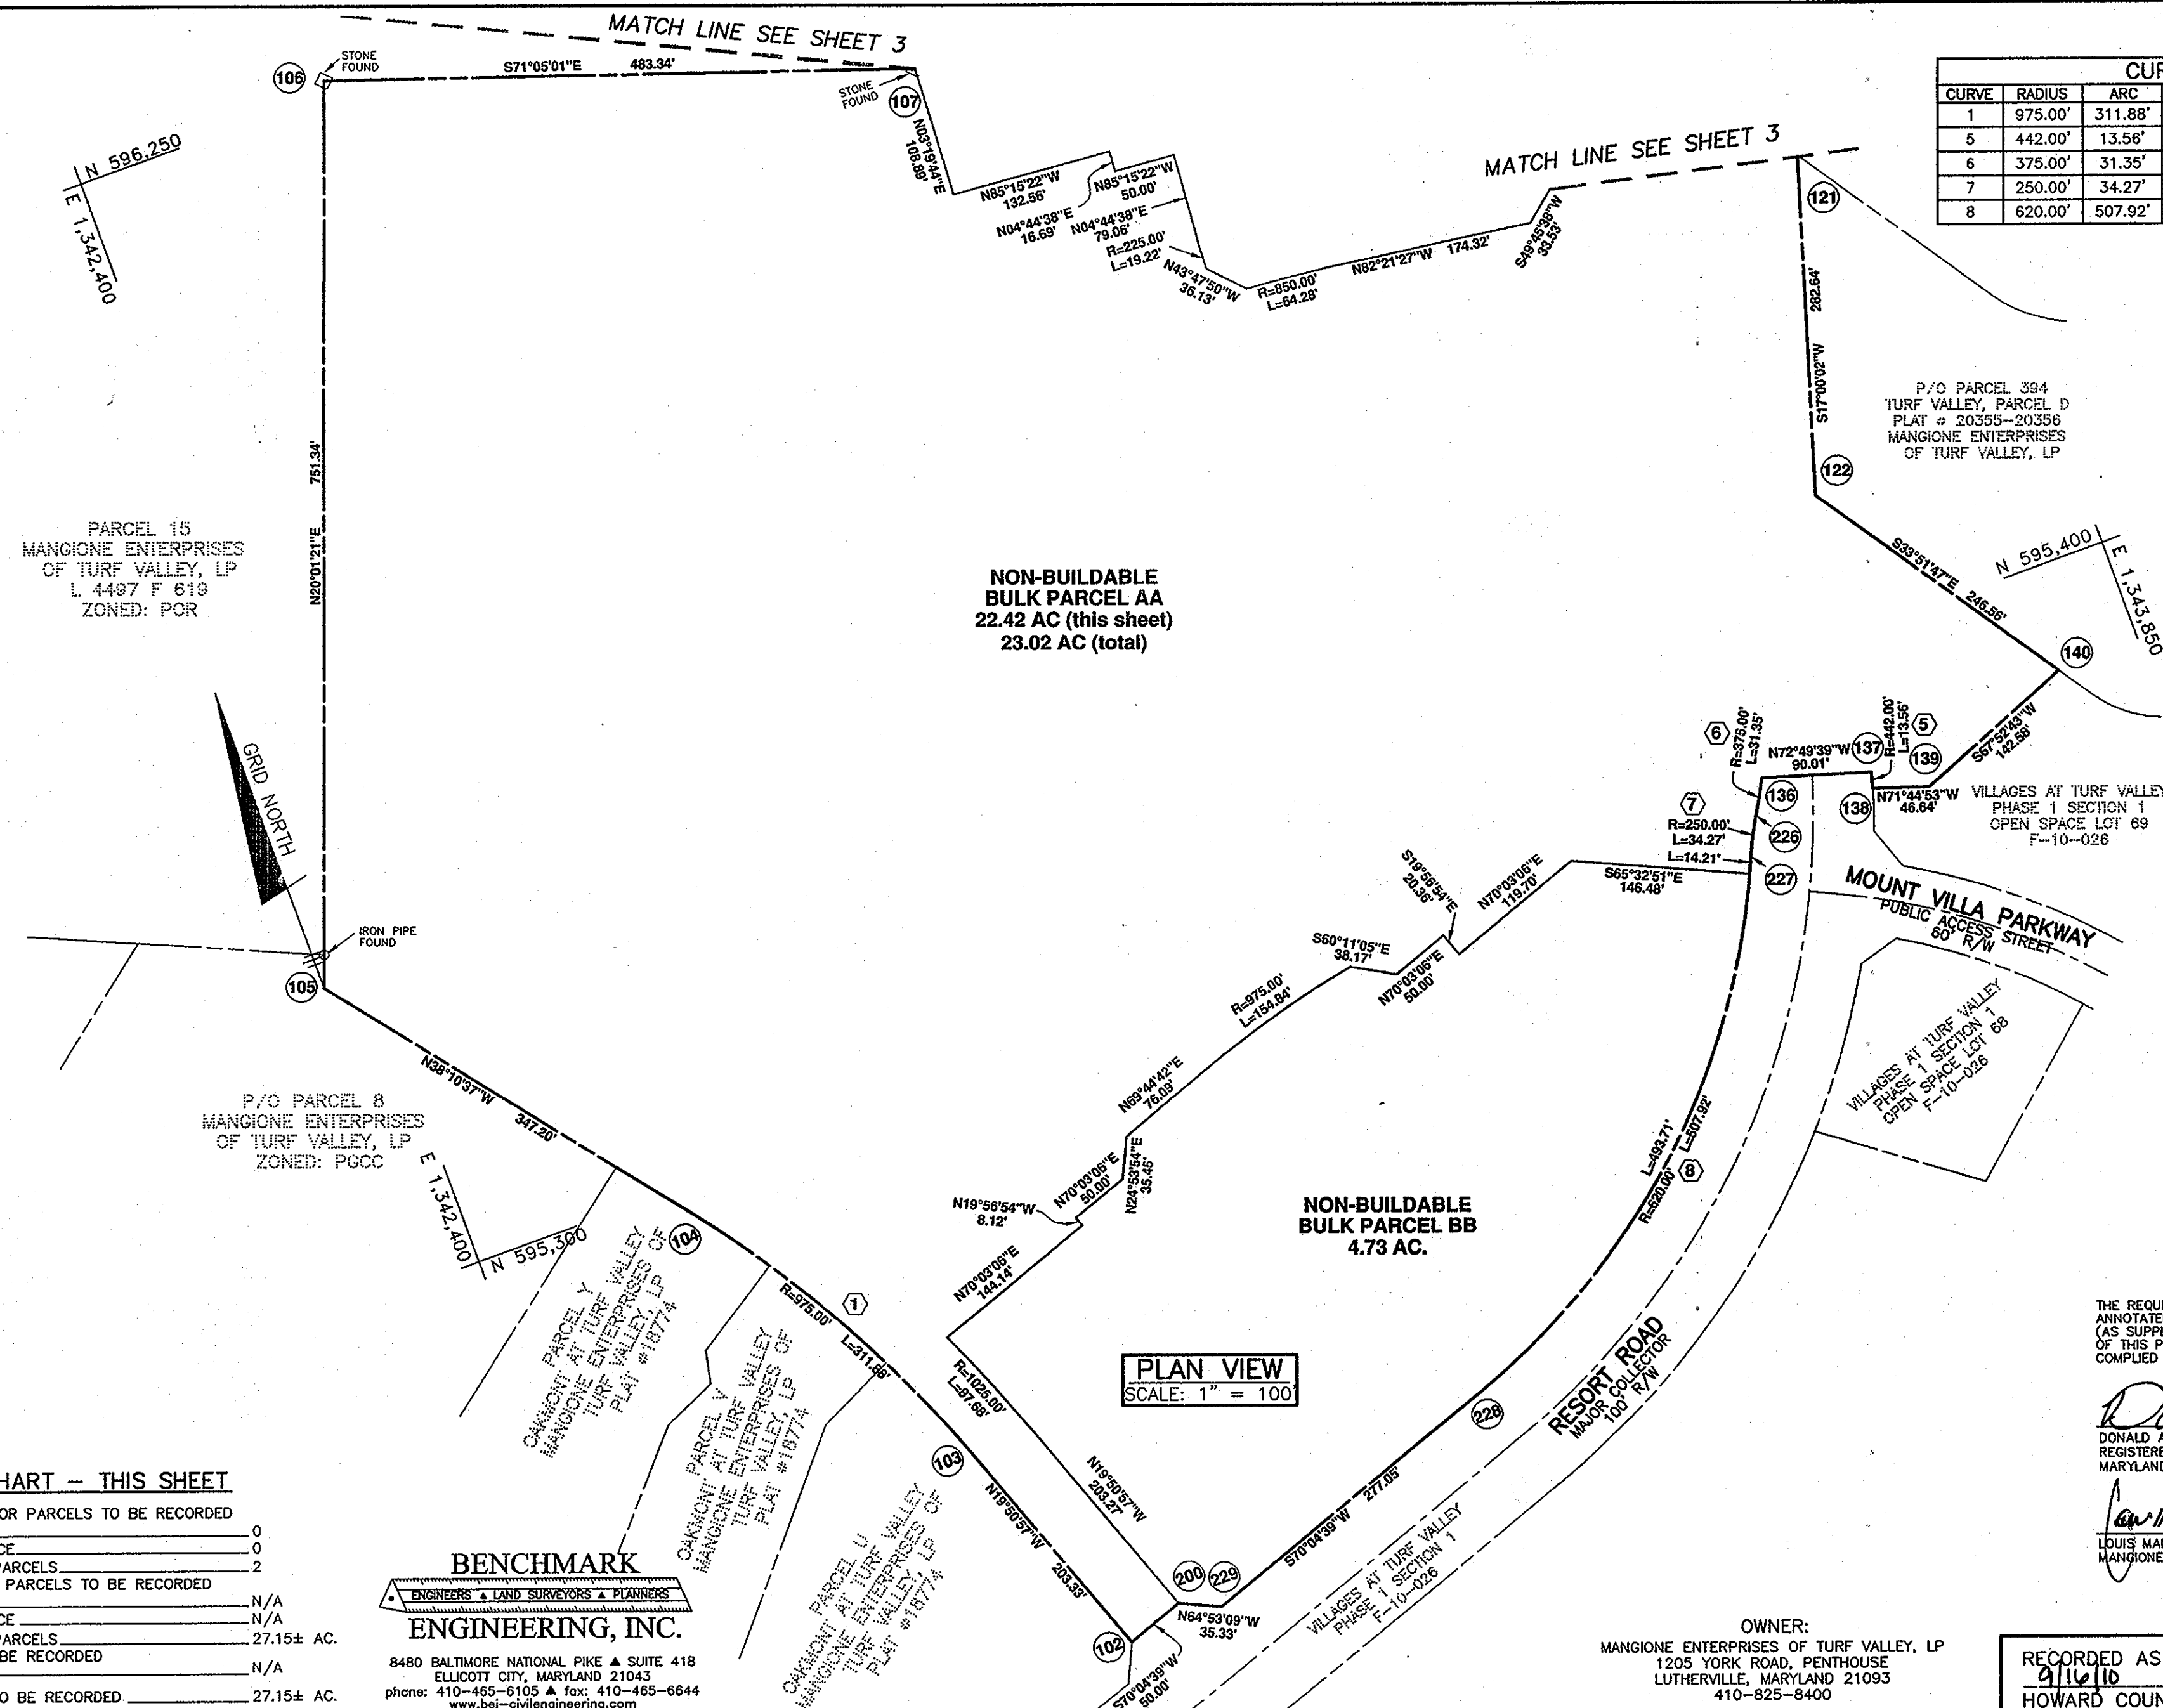 MATCH LINE SEE SHEET 3
STONE
FOUND
106
S71°05'01"E 483.34'
STONE
FOUND
107
N03°19'44"E
108.89'
N 596,250
E 1,342,400
N85°15'22"W
132.56'
N04°44'38"E
16.69'
N85°15'22"W
50.00'
N04°44'38"E
79.06'
R=225.00'
L=19.22'
N43°47'50"W
36.13'
R=850.00'
L=64.28'
N82°21'27"W 174.32'
S49°45'38"W
33.53'
MATCH LINE SEE SHEET 3
121
CURVE RADIUS ARC
1 975.00' 311.88'
5 442.00' 13.56'
6 375.00' 31.35'
7 250.00' 34.27'
8 620.00' 507.92'
S17°00'02"W 282.64'
P/O PARCEL 394
TURF VALLEY, PARCEL D
PLAT # 20355-20356
MANGIONE ENTERPRISES
OF TURF VALLEY, LP
122
N 595,400
E 1,343,850
S33°51'47"E 246.56'
140
N20°01'21"E 751.34'
PARCEL 15
MANGIONE ENTERPRISES
OF TURF VALLEY, LP
L 4497 F 619
ZONED: POR
NON-BUILDABLE
BULK PARCEL AA
22.42 AC (this sheet)
23.02 AC (total)
GRID NORTH
IRON PIPE
FOUND
105
6
R=375.00'
L=31.35'
N72°49'39"W
90.01'
137
R=442.00'
L=13.56'
5
139
S67°52'43"W
142.58'
136
138
N71°44'53"W
46.64'
VILLAGES AT TURF VALLEY
PHASE 1 SECTION 1
OPEN SPACE LOT 69
F-10-026
7
R=250.00'
L=34.27'
226
L=14.21'
227
S65°32'51"E
146.48'
N70°03'06"E
119.70'
S19°56'54"E
20.36'
N70°03'06"E
50.00'
S60°11'05"E
38.17'
R=975.00'
L=154.84'
N69°44'42"E
76.09'
N24°53'54"E
35.45'
N70°03'06"E
50.00'
N19°56'54"W
8.12'
N70°03'06"E
144.14'
MOUNT VILLA PARKWAY
PUBLIC ACCESS STREET
60' R/W
VILLAGES AT TURF VALLEY
PHASE 1 SECTION 1
OPEN SPACE LOT 68
F-10-026
N38°10'37"W
347.20'
P/O PARCEL 8
MANGIONE ENTERPRISES
OF TURF VALLEY, LP
ZONED: PGCC
E 1,342,400
N 595,300
104
1
R=975.00'
L=311.88'
OAKMONT AT TURF VALLEY
PARCEL Y
MANGIONE ENTERPRISES OF
TURF VALLEY, LP
PLAT #18774
PARCEL V
OAKMONT AT TURF VALLEY
MANGIONE ENTERPRISES OF
TURF VALLEY, LP
PLAT #18774
PARCEL U
OAKMONT AT TURF VALLEY
MANGIONE ENTERPRISES OF
TURF VALLEY, LP
PLAT #18774
103
N19°50'57"W
203.33'
R=1025.00'
L=97.68'
N19°50'57"W
203.27'
NON-BUILDABLE
BULK PARCEL BB
4.73 AC.
L=493.71'
L=507.92'
R=620.00'
8
PLAN VIEW
SCALE: 1" = 100'
228
RESORT ROAD
MAJOR COLLECTOR
100' R/W
S70°04'39"W 277.05'
VILLAGES AT TURF VALLEY
PHASE 1 SECTION 1
F-10-026
200
229
N64°53'09"W
35.33'
102
S70°04'39"W
50.00'
HART - THIS SHEET
OR PARCELS TO BE RECORDED
0
CE 0
PARCELS 2
PARCELS TO BE RECORDED
N/A
CE N/A
PARCELS 27.15± AC.
BE RECORDED
N/A
O BE RECORDED 27.15± AC.
BENCHMARK
ENGINEERS ▲ LAND SURVEYORS ▲ PLANNERS
ENGINEERING, INC.
8480 BALTIMORE NATIONAL PIKE ▲ SUITE 418
ELLICOTT CITY, MARYLAND 21043
phone: 410-465-6105 ▲ fax: 410-465-6644
www.bei-civilengineering.com
THE REQU
ANNOTATE
(AS SUPP
OF THIS P
COMPLIED
DONALD A
REGISTERE
MARYLAND
LOUIS MAN
MANGIONE
OWNER:
MANGIONE ENTERPRISES OF TURF VALLEY, LP
1205 YORK ROAD, PENTHOUSE
LUTHERVILLE, MARYLAND 21093
410-825-8400
RECORDED AS
9/16/10
HOWARD COUN